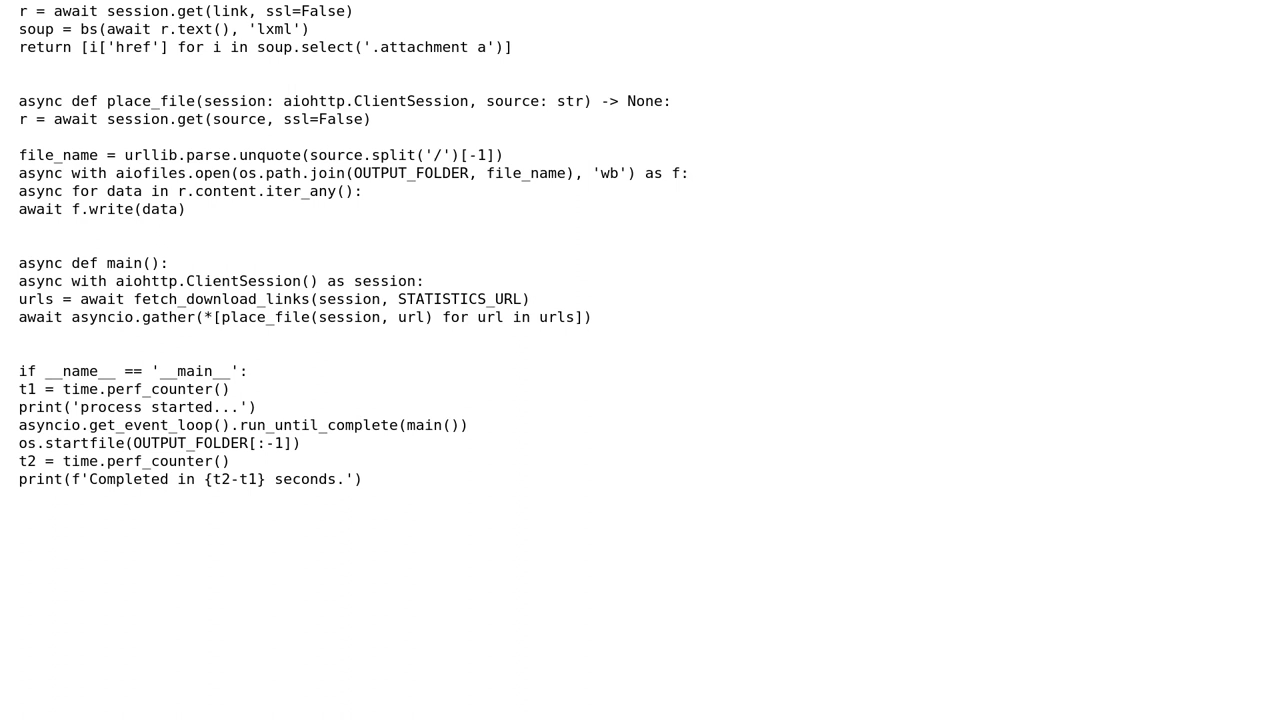 r = await session.get(link, ssl=False)
soup = bs(await r.text(), 'lxml')
return [i['href'] for i in soup.select('.attachment a')]
async def place_file(session: aiohttp.ClientSession, source: str) -> None:
r = await session.get(source, ssl=False)
file_name = urllib.parse.unquote(source.split('/')[-1])
async with aiofiles.open(os.path.join(OUTPUT_FOLDER, file_name), 'wb') as f:
async for data in r.content.iter_any():
await f.write(data)
async def main():
async with aiohttp.ClientSession() as session:
urls = await fetch_download_links(session, STATISTICS_URL)
await asyncio.gather(*[place_file(session, url) for url in urls])
if __name__ == '__main__':
t1 = time.perf_counter()
print('process started...')
asyncio.get_event_loop().run_until_complete(main())
os.startfile(OUTPUT_FOLDER[:-1])
t2 = time.perf_counter()
print(f'Completed in {t2-t1} seconds.')